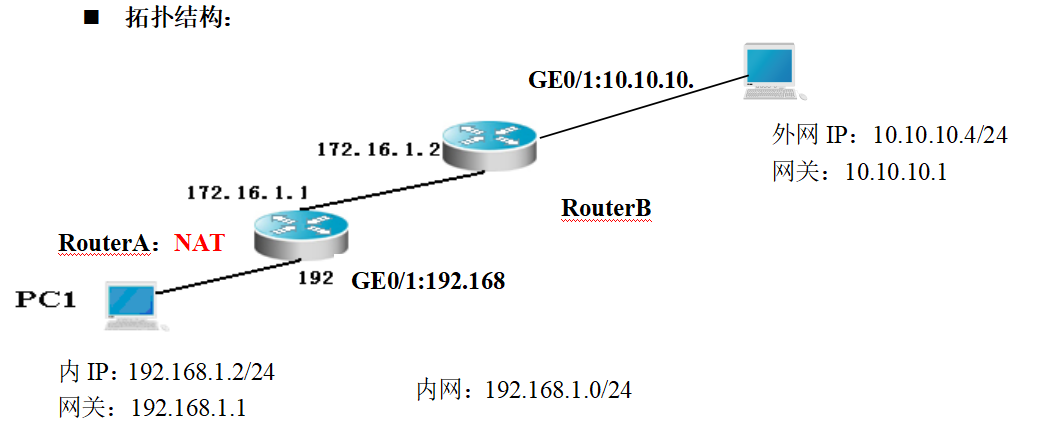 ■ 拓扑结构：
GE0/1:10.10.10.
外网 IP：10.10.10.4/24
网关：10.10.10.1
172.16.1.2
172.16.1.1
RouterB
RouterA：NAT
192
GE0/1:192.168
PC1
内 IP：192.168.1.2/24
网关：192.168.1.1
内网：192.168.1.0/24